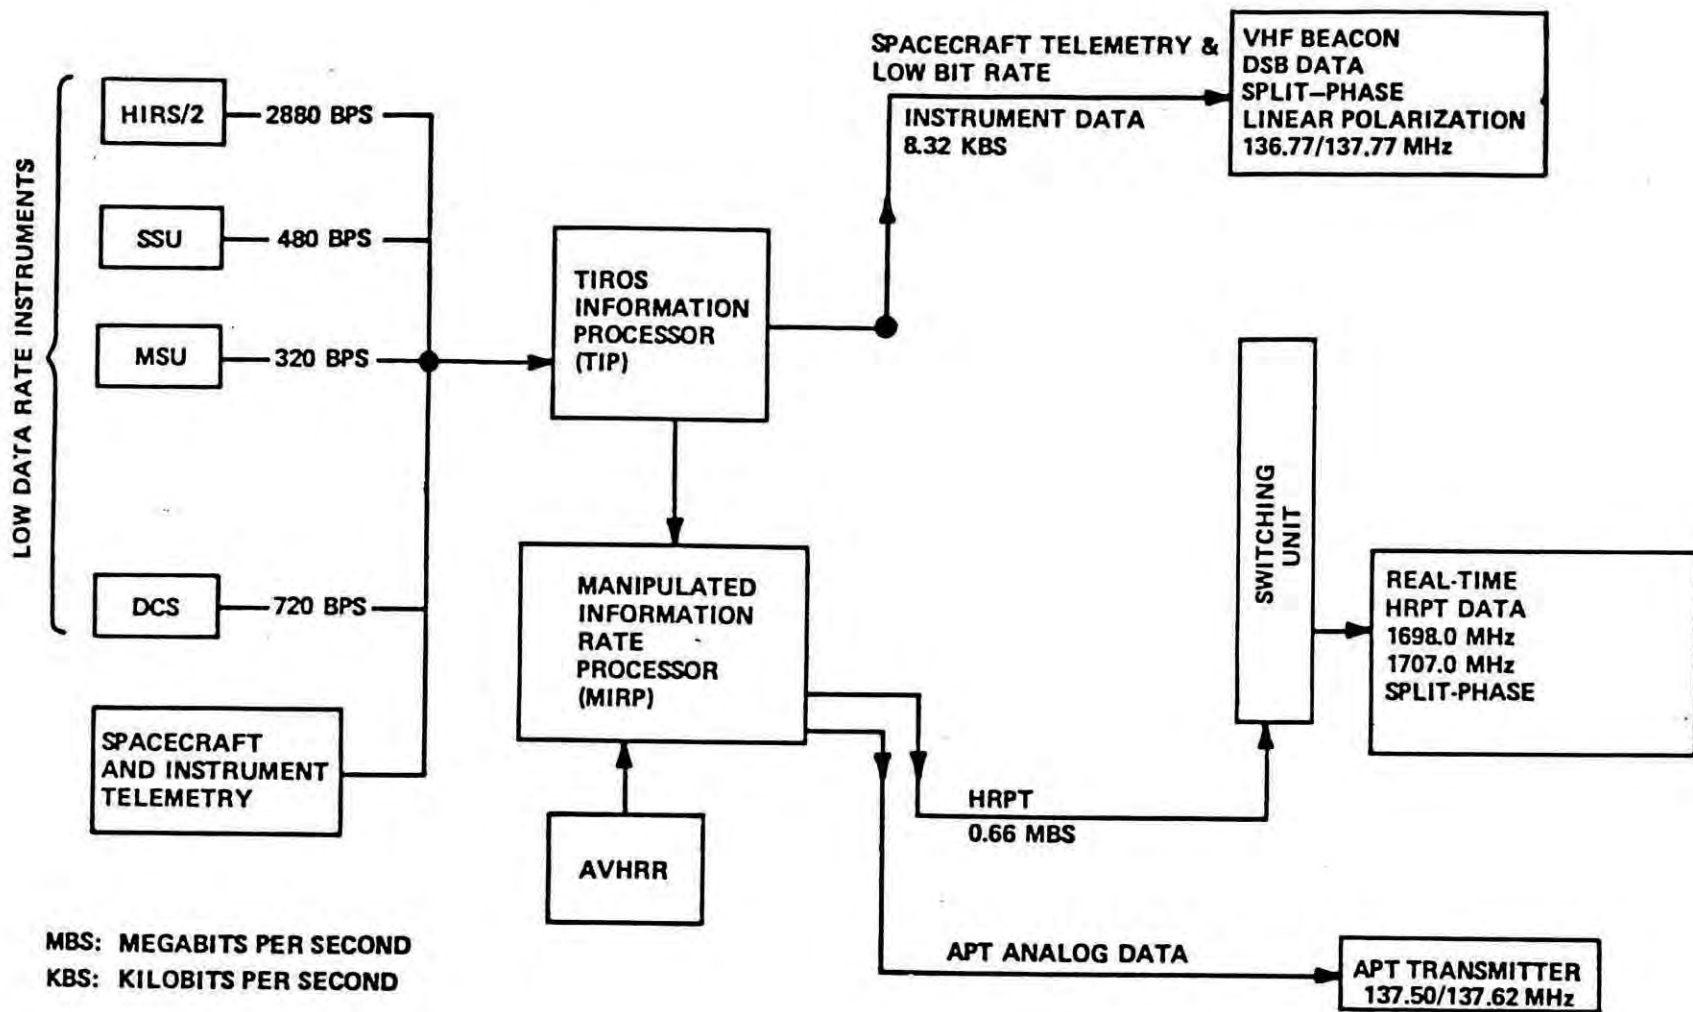 LOW DATA RATE INSTRUMENTS
HIRS/2
2880 BPS
SSU
480 BPS
MSU
320 BPS
DCS
720 BPS
SPACECRAFT
AND INSTRUMENT
TELEMETRY
TIROS
INFORMATION
PROCESSOR
(TIP)
MANIPULATED
INFORMATION
RATE
PROCESSOR
(MIRP)
AVHRR
SPACECRAFT TELEMETRY &
LOW BIT RATE
INSTRUMENT DATA
8.32 KBS
VHF BEACON
DSB DATA
SPLIT–PHASE
LINEAR POLARIZATION
136.77/137.77 MHz
SWITCHING
UNIT
REAL-TIME
HRPT DATA
1698.0 MHz
1707.0 MHz
SPLIT-PHASE
HRPT
0.66 MBS
APT ANALOG DATA
APT TRANSMITTER
137.50/137.62 MHz
MBS: MEGABITS PER SECOND
KBS: KILOBITS PER SECOND